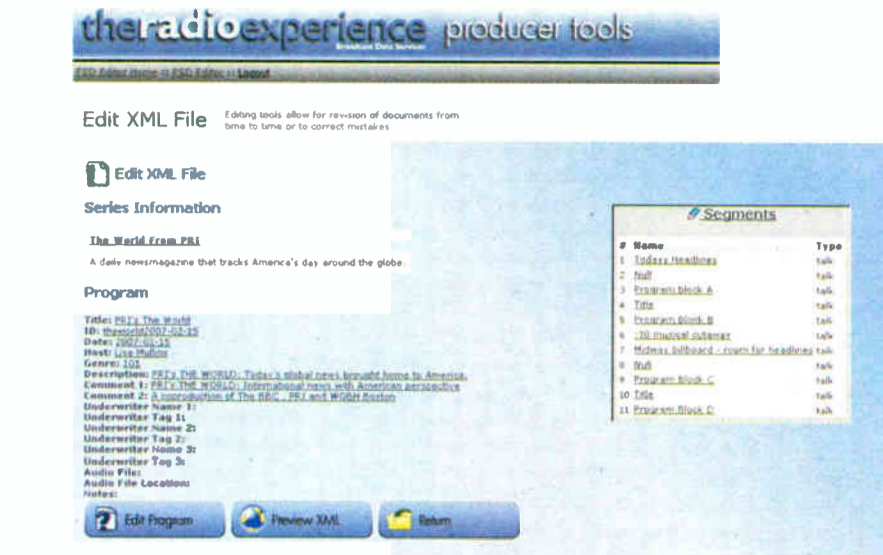 theradioexperience producer tools
Broadcast Data Services
PSD Editor Home :: PSD Editor :: Logout
Edit XML File
Editing tools allow for revision of documents from
time to time or to correct mistakes
Edit XML File
Series Information
The World from PRI
A daily newsmagazine that tracks America's day around the globe
Program
Title: PRI's The World
ID: theworld2007-02-15
Date: 2007-02-15
Host: Lisa Mullins
Genre: 101
Description: PRI's THE WORLD: Today's global news brought home to America.
Comment 1: PRI's THE WORLD: International news with American perspective
Comment 2: A coproduction of The BBC, PRI and WGBH Boston
Underwriter Name 1:
Underwriter Tag 1:
Underwriter Name 2:
Underwriter Tag 2:
Underwriter Name 3:
Underwriter Tag 3:
Audio File:
Audio File Location:
Notes:
Edit Program Preview XML Return
Segments
# Name Type
1 Todays Headlines talk
2 Null talk
3 Program block A talk
4 Title talk
5 Program Block B talk
6 :30 musical cutaway talk
7 Midway billboard - room for headlines talk
8 Null talk
9 Program Block C talk
10 Title talk
11 Program Block D talk